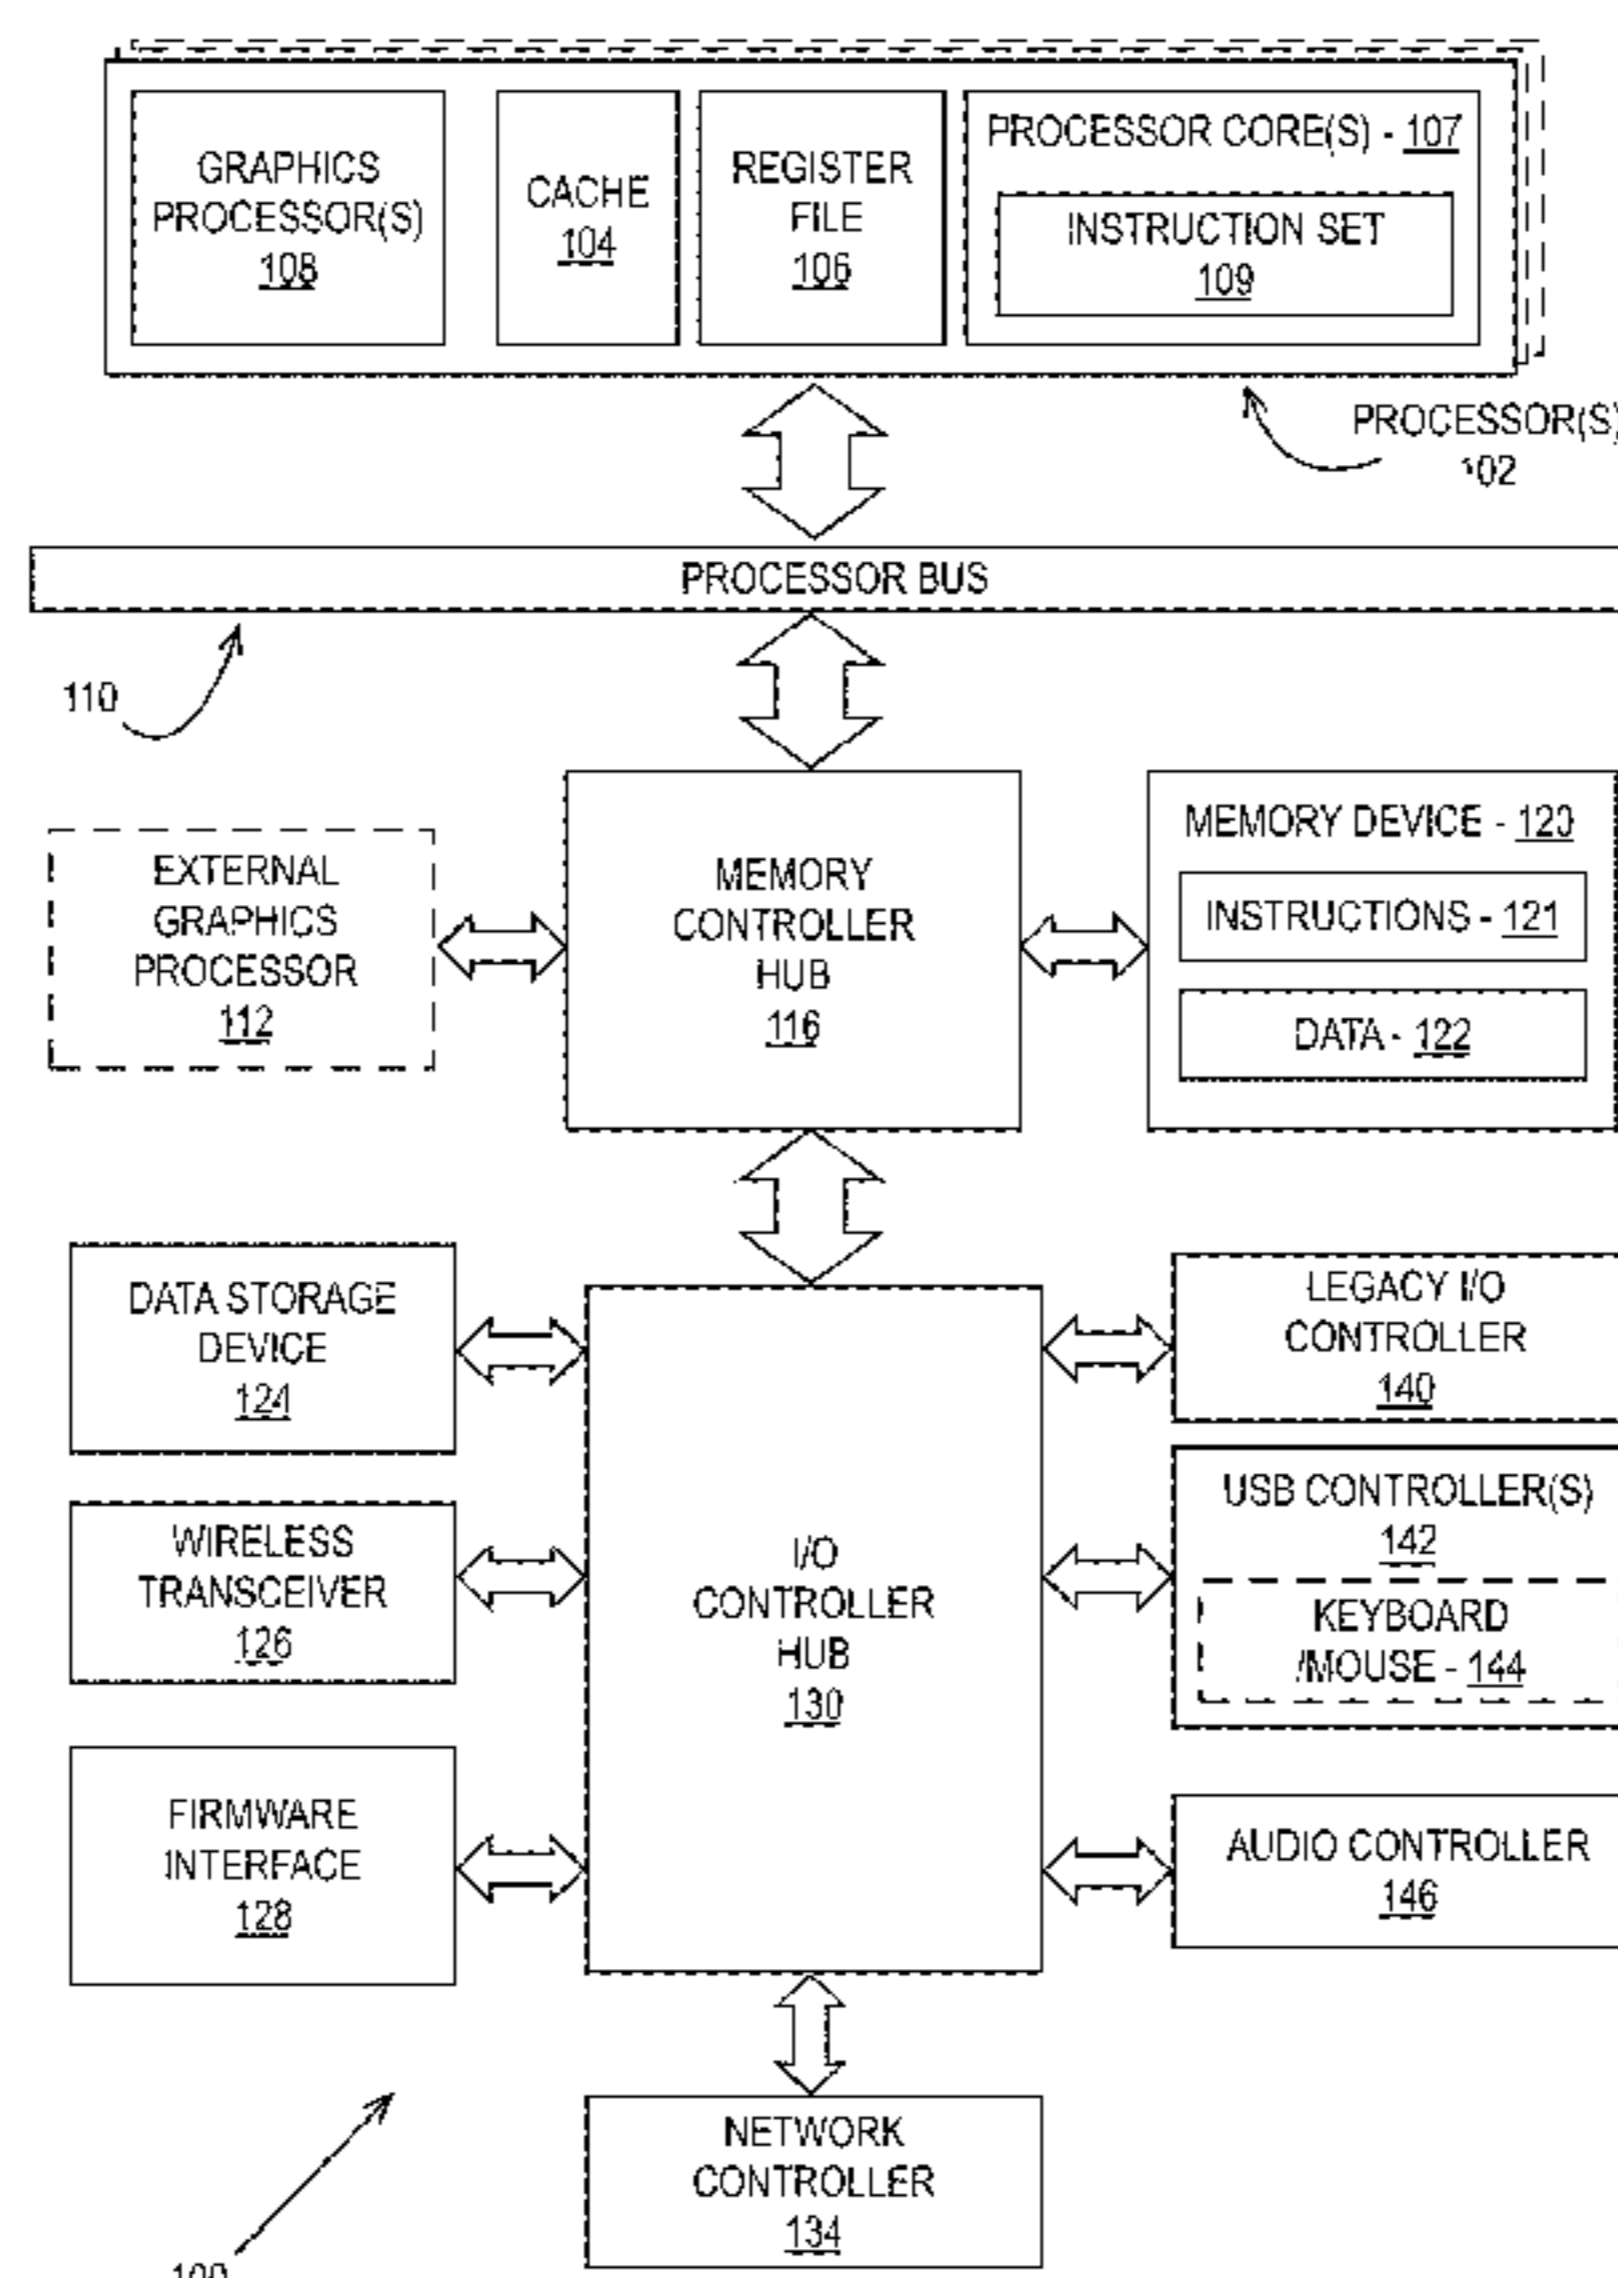 GRAPHICS
PROCESSOR(S)
108
CACHE
104
REGISTER
FILE
106
PROCESSOR CORE(S) - 107
INSTRUCTION SET
109
PROCESSOR(S)
102
PROCESSOR BUS
110
EXTERNAL
GRAPHICS
PROCESSOR
112
MEMORY
CONTROLLER
HUB
116
MEMORY DEVICE - 120
INSTRUCTIONS - 121
DATA - 122
DATA STORAGE
DEVICE
124
WIRELESS
TRANSCEIVER
126
FIRMWARE
INTERFACE
128
I/O
CONTROLLER
HUB
130
LEGACY I/O
CONTROLLER
140
USB CONTROLLER(S)
142
KEYBOARD
/MOUSE - 144
AUDIO CONTROLLER
146
NETWORK
CONTROLLER
134